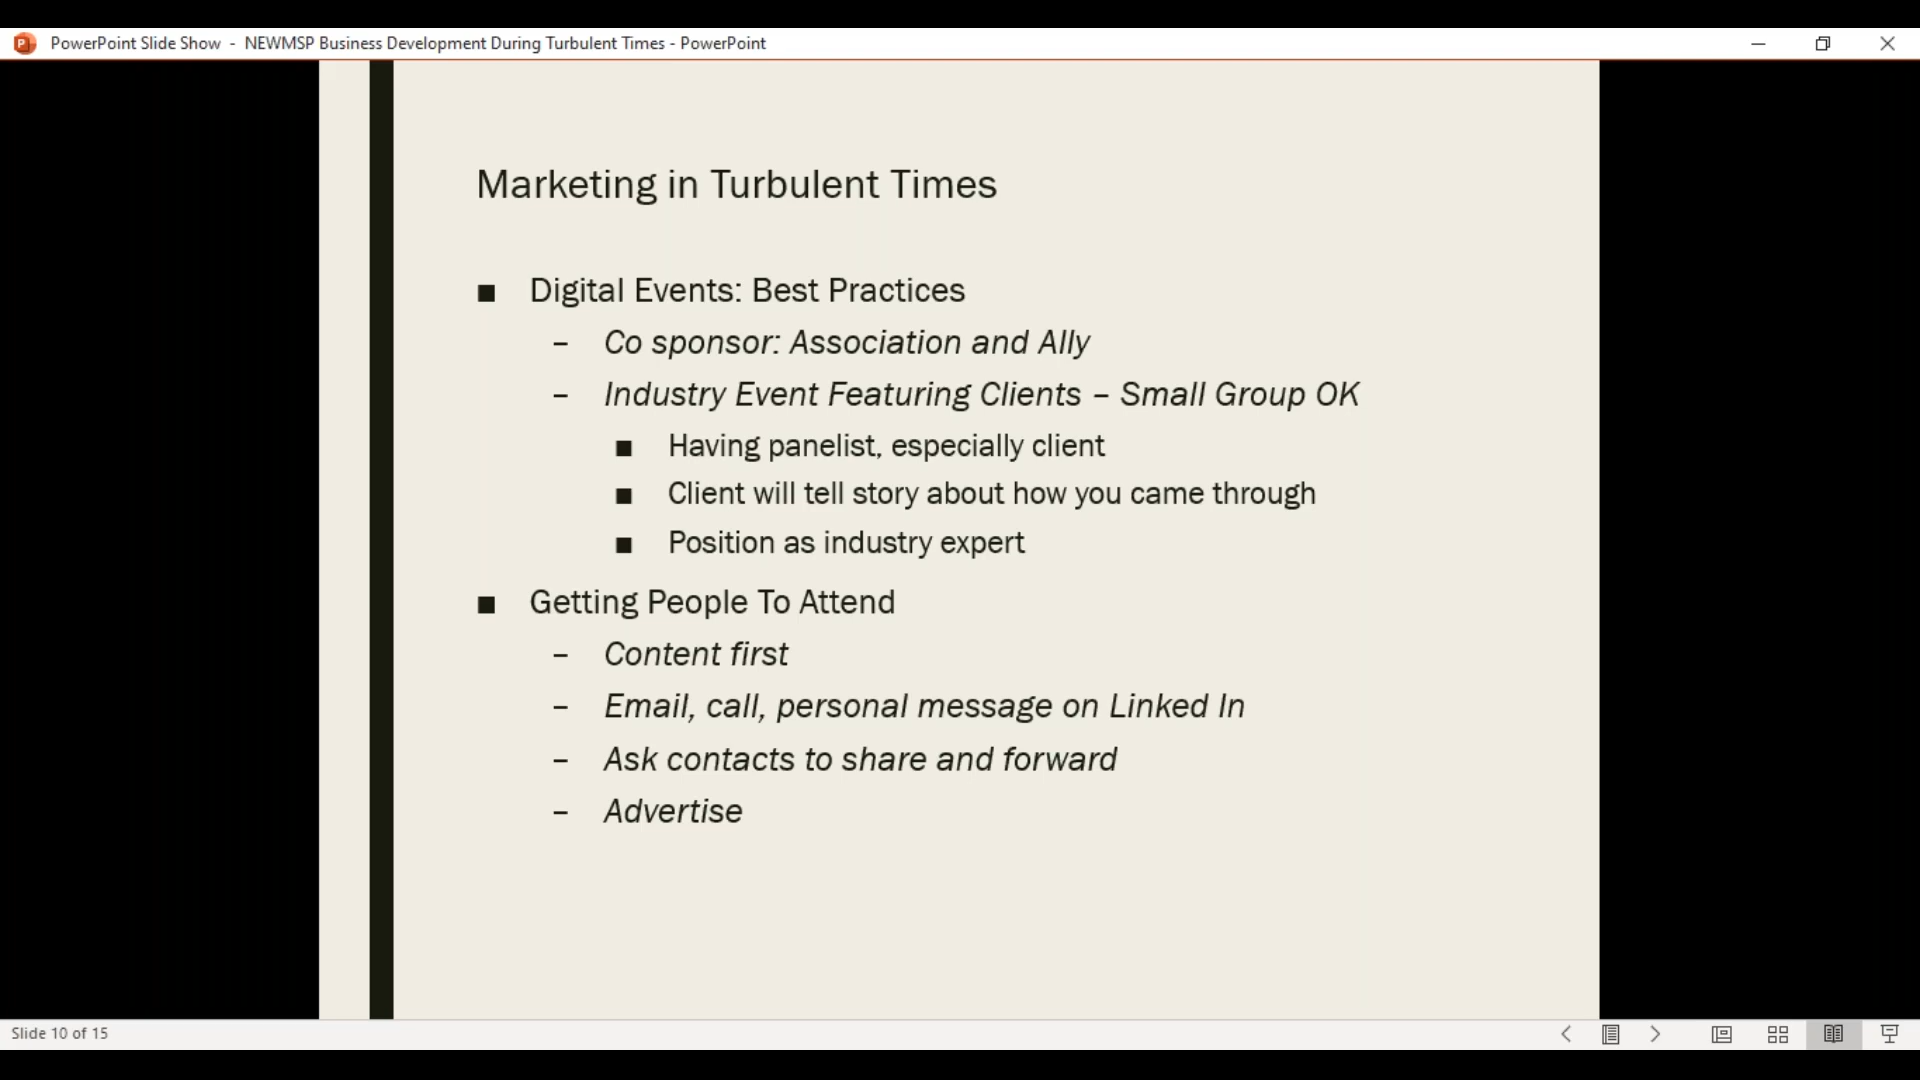 PowerPoint Slide Show - NEWMSP Business Development During Turbulent Times - PowerPoint
Marketing in Turbulent Times
■ Digital Events: Best Practices
– Co sponsor: Association and Ally
– Industry Event Featuring Clients – Small Group OK
■ Having panelist, especially client
■ Client will tell story about how you came through
■ Position as industry expert
■ Getting People To Attend
– Content first
– Email, call, personal message on Linked In
– Ask contacts to share and forward
– Advertise
Slide 10 of 15